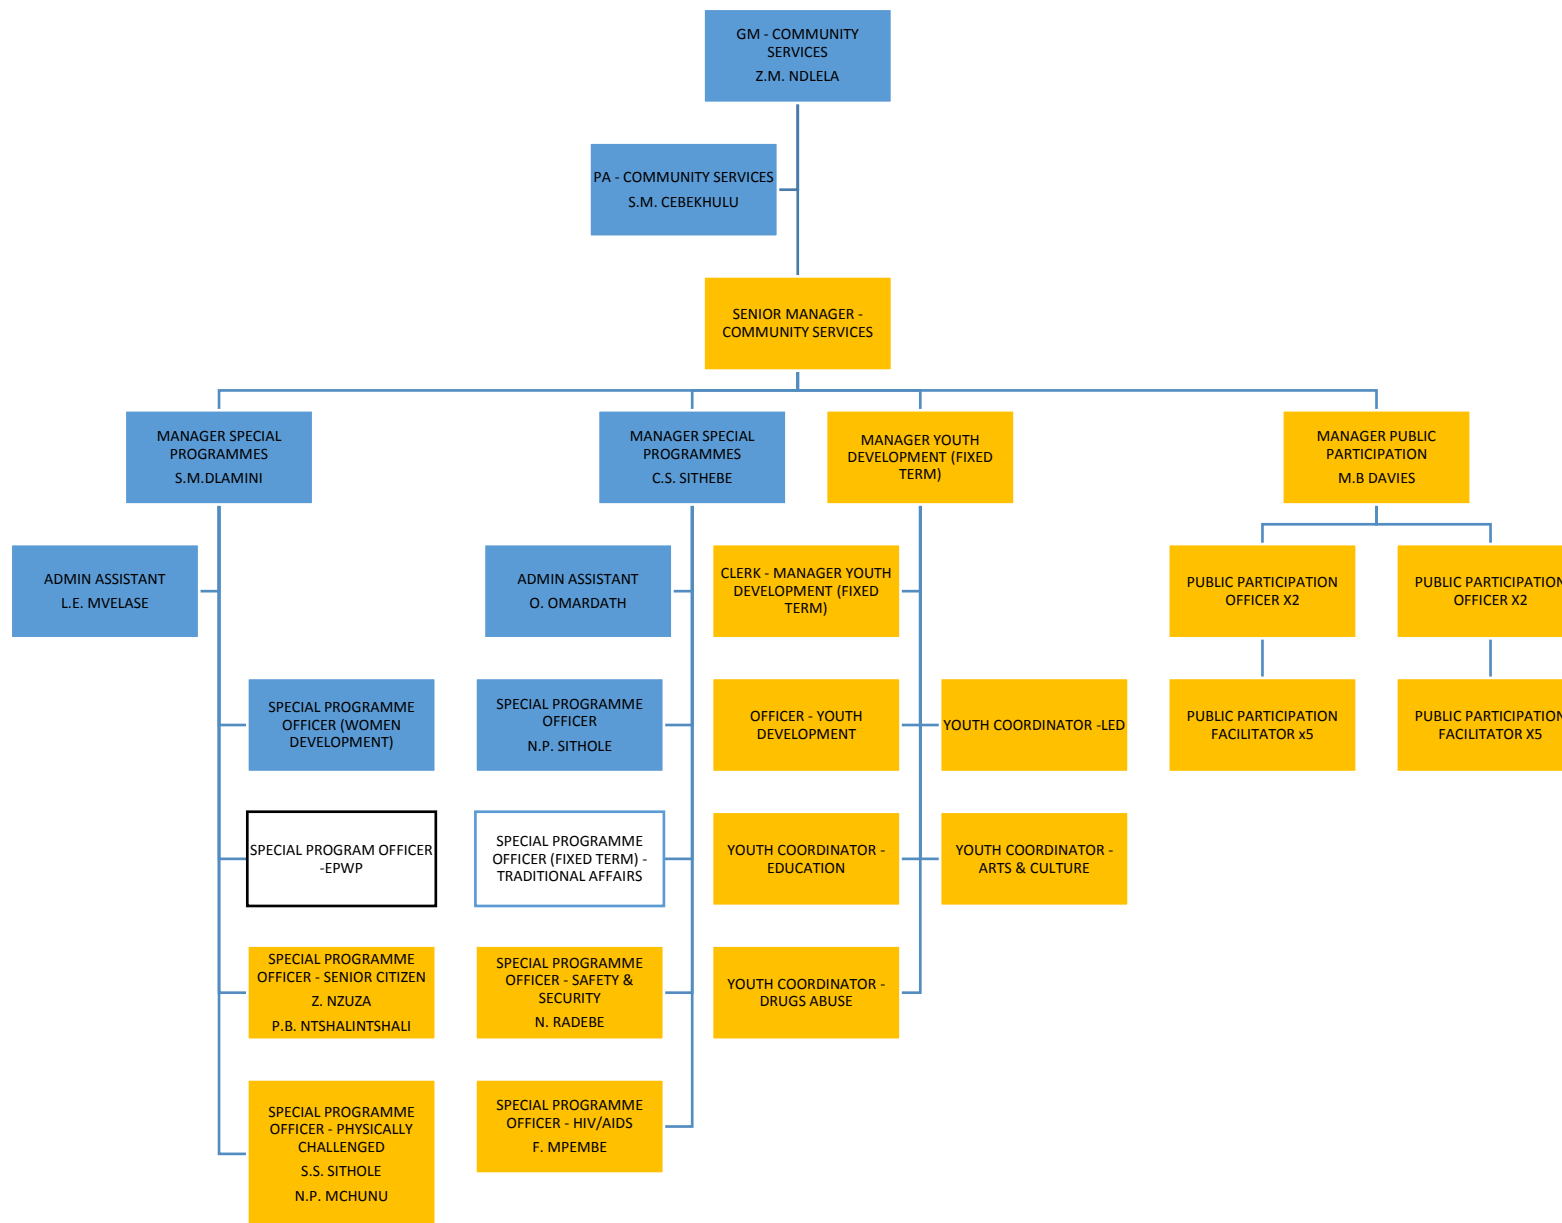 GM - COMMUNITY
SERVICES
Z.M. NDLELA
PA - COMMUNITY SERVICES
S.M. CEBEKHULU
SENIOR MANAGER -
COMMUNITY SERVICES
MANAGER SPECIAL
PROGRAMMES
S.M.DLAMINI
MANAGER SPECIAL
PROGRAMMES
C.S. SITHEBE
MANAGER YOUTH
DEVELOPMENT (FIXED
TERM)
MANAGER PUBLIC
PARTICIPATION
M.B DAVIES
ADMIN ASSISTANT
L.E. MVELASE
ADMIN ASSISTANT
O. OMARDATH
CLERK - MANAGER YOUTH
DEVELOPMENT (FIXED
TERM)
PUBLIC PARTICIPATION
OFFICER X2
PUBLIC PARTICIPATION
OFFICER X2
SPECIAL PROGRAMME
OFFICER (WOMEN
DEVELOPMENT)
SPECIAL PROGRAMME
OFFICER
N.P. SITHOLE
OFFICER - YOUTH
DEVELOPMENT
YOUTH COORDINATOR -LED
PUBLIC PARTICIPATION
FACILITATOR x5
PUBLIC PARTICIPATION
FACILITATOR X5
SPECIAL PROGRAM OFFICER
-EPWP
SPECIAL PROGRAMME
OFFICER (FIXED TERM) -
TRADITIONAL AFFAIRS
YOUTH COORDINATOR -
EDUCATION
YOUTH COORDINATOR -
ARTS & CULTURE
SPECIAL PROGRAMME
OFFICER - SENIOR CITIZEN
Z. NZUZA
P.B. NTSHALINTSHALI
SPECIAL PROGRAMME
OFFICER - SAFETY &
SECURITY
N. RADEBE
YOUTH COORDINATOR -
DRUGS ABUSE
SPECIAL PROGRAMME
OFFICER - PHYSICALLY
CHALLENGED
S.S. SITHOLE
N.P. MCHUNU
SPECIAL PROGRAMME
OFFICER - HIV/AIDS
F. MPEMBE